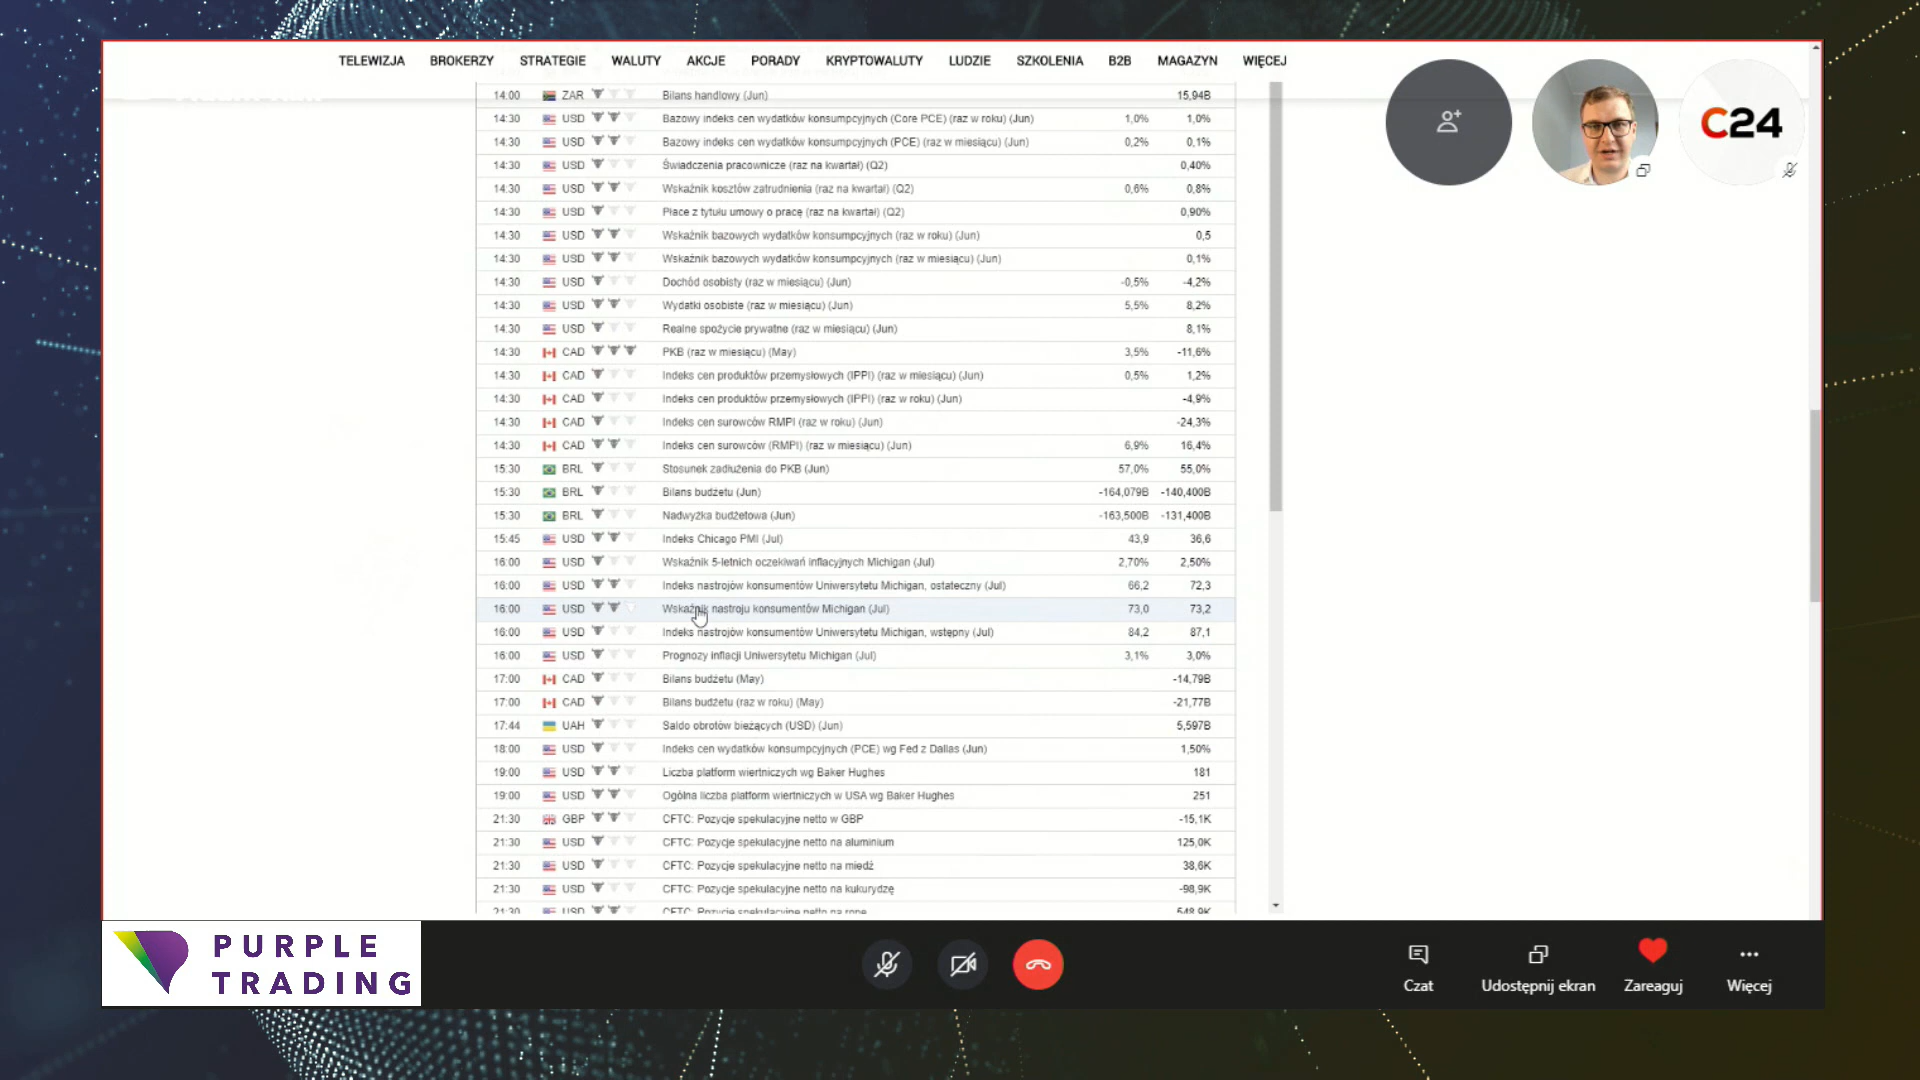 TELEWIZJA BROKERZY STRATEGIE WALUTY AKCJE PORADY KRYPTOWALUTY LUDZIE SZKOLENIA B2B MAGAZYN WIĘCEJ
14:00 ZAR Bilans handlowy (Jun) 15,94B
14:30 USD Bazowy indeks cen wydatków konsumpcyjnych (Core PCE) (raz w roku) (Jun) 1,0% 1,0%
14:30 USD Bazowy indeks cen wydatków konsumpcyjnych (PCE) (raz w miesiącu) (Jun) 0,2% 0,1%
14:30 USD Świadczenia pracownicze (raz na kwartał) (Q2) 0,40%
14:30 USD Wskaźnik kosztów zatrudnienia (raz na kwartał) (Q2) 0,6% 0,8%
14:30 USD Płace z tytułu umowy o pracę (raz na kwartał) (Q2) 0,90%
14:30 USD Wskaźnik bazowych wydatków konsumpcyjnych (raz w roku) (Jun) 0,5
14:30 USD Wskaźnik bazowych wydatków konsumpcyjnych (raz w miesiącu) (Jun) 0,1%
14:30 USD Dochód osobisty (raz w miesiącu) (Jun) -0,5% -4,2%
14:30 USD Wydatki osobiste (raz w miesiącu) (Jun) 5,5% 8,2%
14:30 USD Realne spożycie prywatne (raz w miesiącu) (Jun) 8,1%
14:30 CAD PKB (raz w miesiącu) (May) 3,5% -11,6%
14:30 CAD Indeks cen produktów przemysłowych (IPPI) (raz w miesiącu) (Jun) 0,5% 1,2%
14:30 CAD Indeks cen produktów przemysłowych (IPPI) (raz w roku) (Jun) -4,9%
14:30 CAD Indeks cen surowców RMPI (raz w roku) (Jun) -24,3%
14:30 CAD Indeks cen surowców (RMPI) (raz w miesiącu) (Jun) 6,9% 16,4%
15:30 BRL Stosunek zadłużenia do PKB (Jun) 57,0% 55,0%
15:30 BRL Bilans budżetu (Jun) -164,079B -140,400B
15:30 BRL Nadwyżka budżetowa (Jun) -163,500B -131,400B
15:45 USD Indeks Chicago PMI (Jul) 43,9 36,6
16:00 USD Wskaźnik 5-letnich oczekiwań inflacyjnych Michigan (Jul) 2,70% 2,50%
16:00 USD Indeks nastrojów konsumentów Uniwersytetu Michigan, ostateczny (Jul) 66,2 72,3
16:00 USD Wskaźnik nastroju konsumentów Michigan (Jul) 73,0 73,2
16:00 USD Indeks nastrojów konsumentów Uniwersytetu Michigan, wstępny (Jul) 84,2 87,1
16:00 USD Prognozy inflacji Uniwersytetu Michigan (Jul) 3,1% 3,0%
17:00 CAD Bilans budżetu (May) -14,79B
17:00 CAD Bilans budżetu (raz w roku) (May) -21,77B
17:44 UAH Saldo obrotów bieżących (USD) (Jun) 5,597B
18:00 USD Indeks cen wydatków konsumpcyjnych (PCE) wg Fed z Dallas (Jun) 1,50%
19:00 USD Liczba platform wiertniczych wg Baker Hughes 181
19:00 USD Ogólna liczba platform wiertniczych w USA wg Baker Hughes 251
21:30 GBP CFTC: Pozycje spekulacyjne netto w GBP -15,1K
21:30 USD CFTC: Pozycje spekulacyjne netto na aluminium 125,0K
21:30 USD CFTC: Pozycje spekulacyjne netto na miedź 38,6K
21:30 USD CFTC: Pozycje spekulacyjne netto na kukurydzę -98,9K
21:30 USD CFTC: Pozycje spekulacyjne netto na ropę 548,9K
C24
PURPLE
TRADING
Czat Udostępnij ekran Zareaguj Więcej